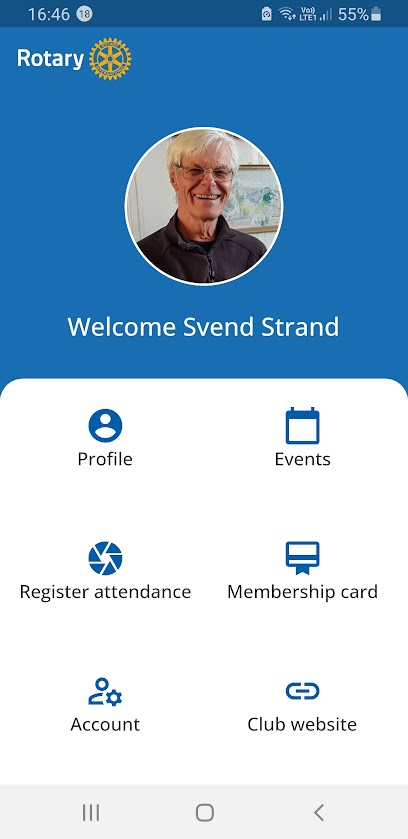 16:46 18 Vo)) LTE1 55%
Rotary
Welcome Svend Strand
Profile Events
Register attendance Membership card
Account Club website